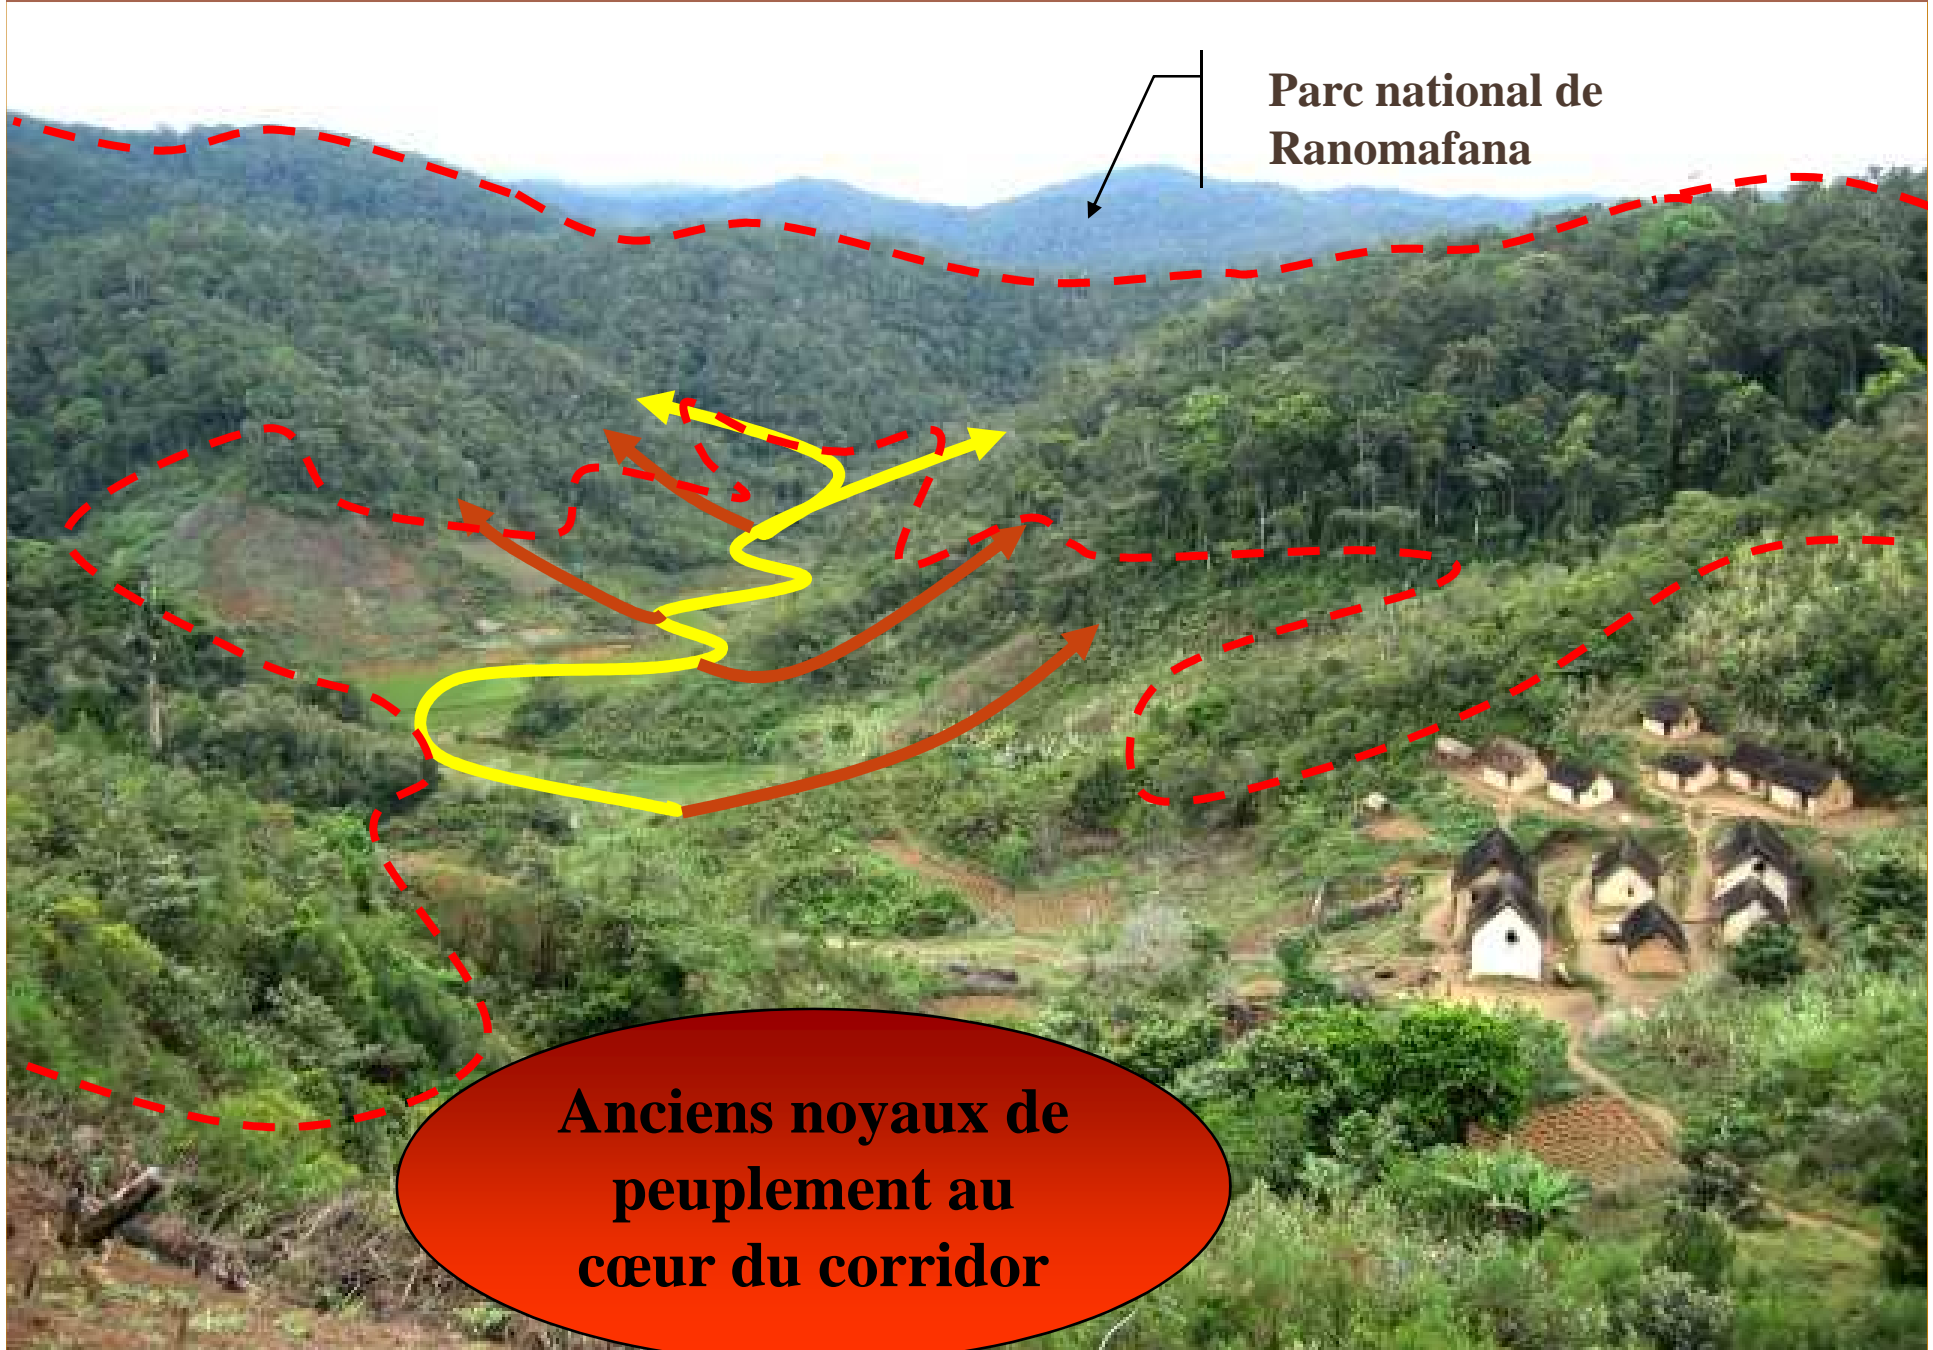 Parc national de
Ranomafana
Anciens noyaux de
peuplement au
cœur du corridor